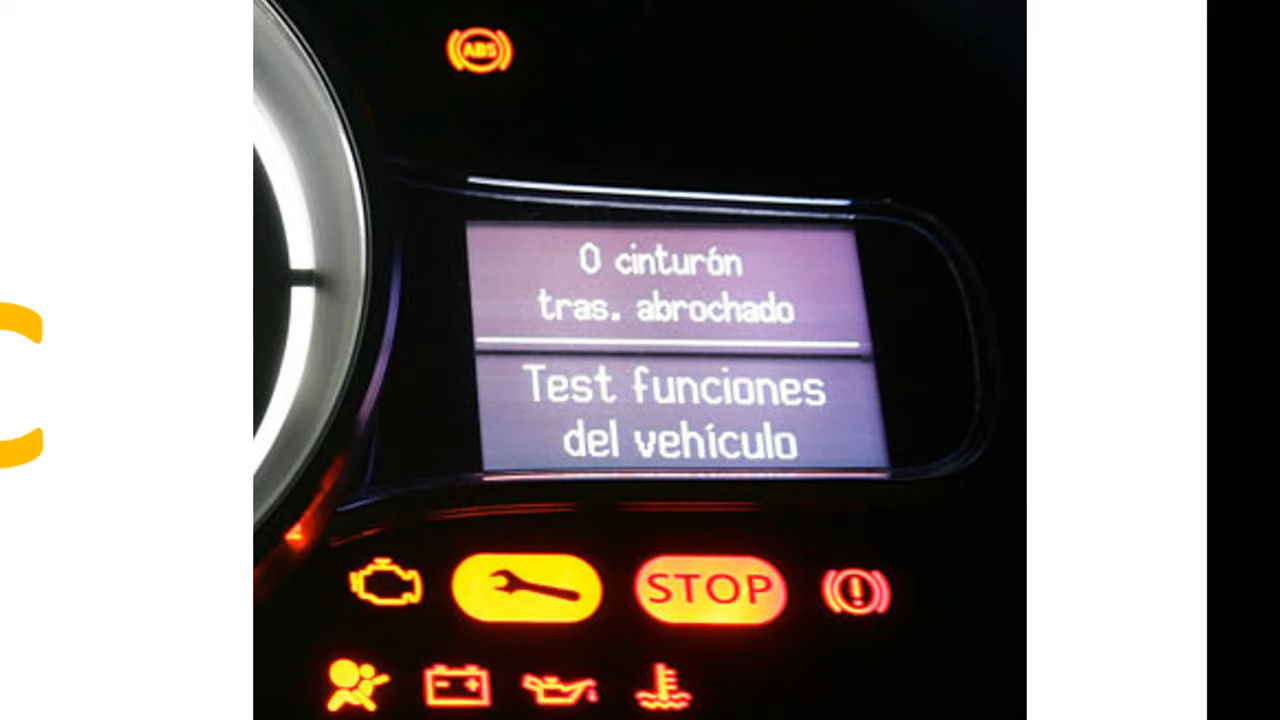 ABS
0 cinturón
tras. abrochado
Test funciones
del vehículo
STOP